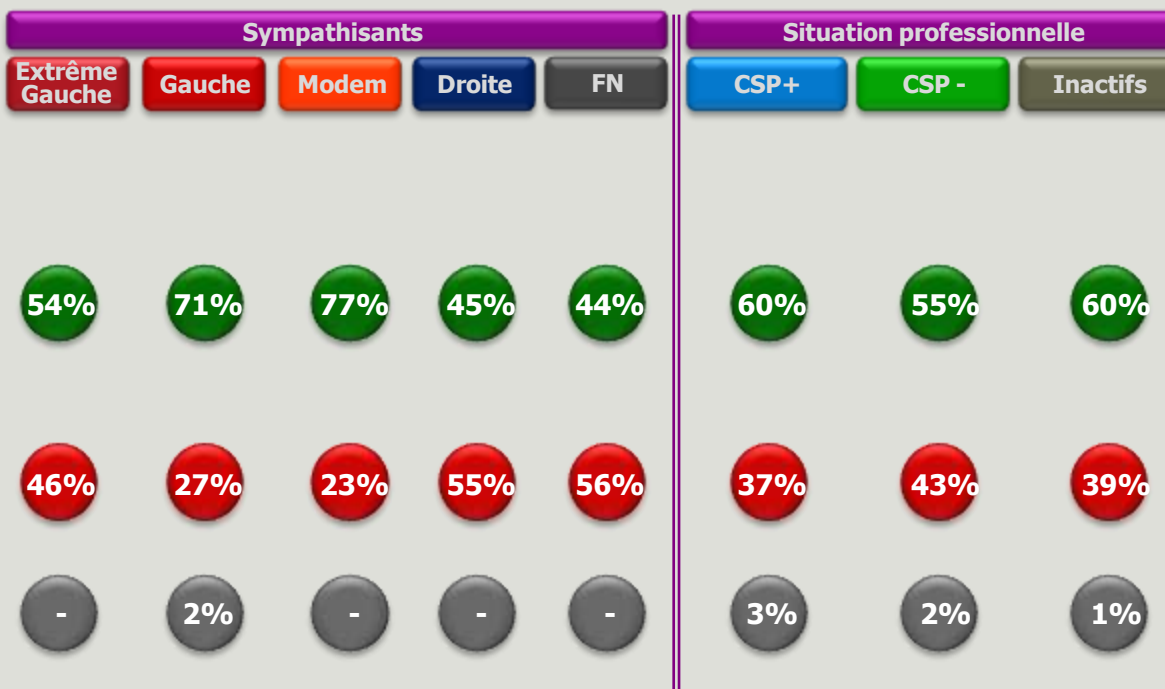 Sympathisants Situation professionnelle
Extrême
Gauche Gauche Modem Droite FN CSP+ CSP - Inactifs
54% 71% 77% 45% 44% 60% 55% 60%
46% 27% 23% 55% 56% 37% 43% 39%
- 2% - - - 3% 2% 1%